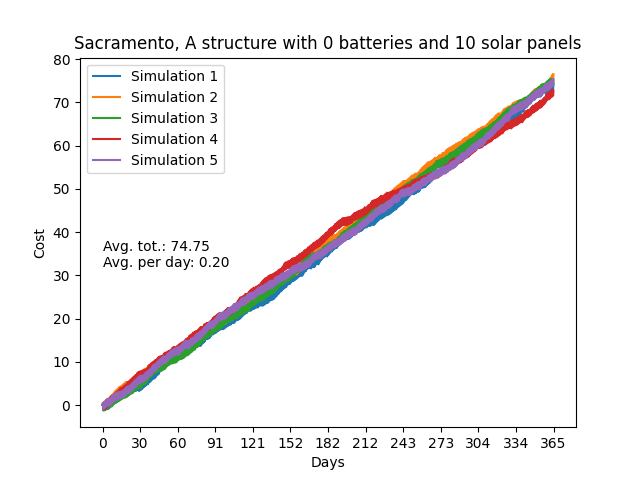 Sacramento, A structure with 0 batteries and 10 solar panels
Simulation 1
Simulation 2
Simulation 3
Simulation 4
Simulation 5
Avg. tot.: 74.75
Avg. per day: 0.20
Cost
80
70
60
50
40
30
20
10
0
0 30 60 91 121 152 182 212 243 273 304 334 365
Days